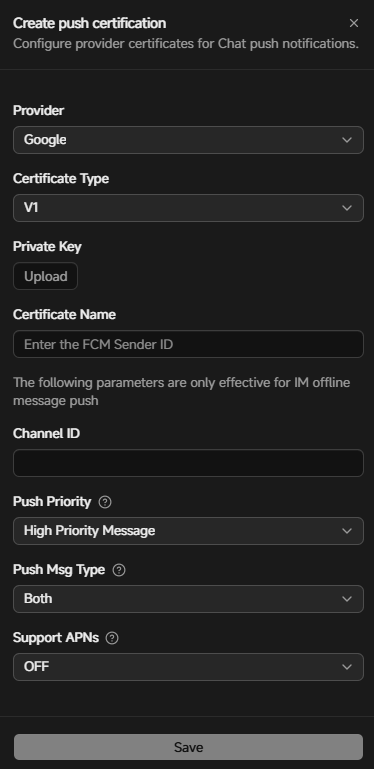 Create push certification
Configure provider certificates for Chat push notifications.
Provider
Google
Certificate Type
V1
Private Key
Upload
Certificate Name
Enter the FCM Sender ID
The following parameters are only effective for IM offline
message push
Channel ID
Push Priority
High Priority Message
Push Msg Type
Both
Support APNs
OFF
Save